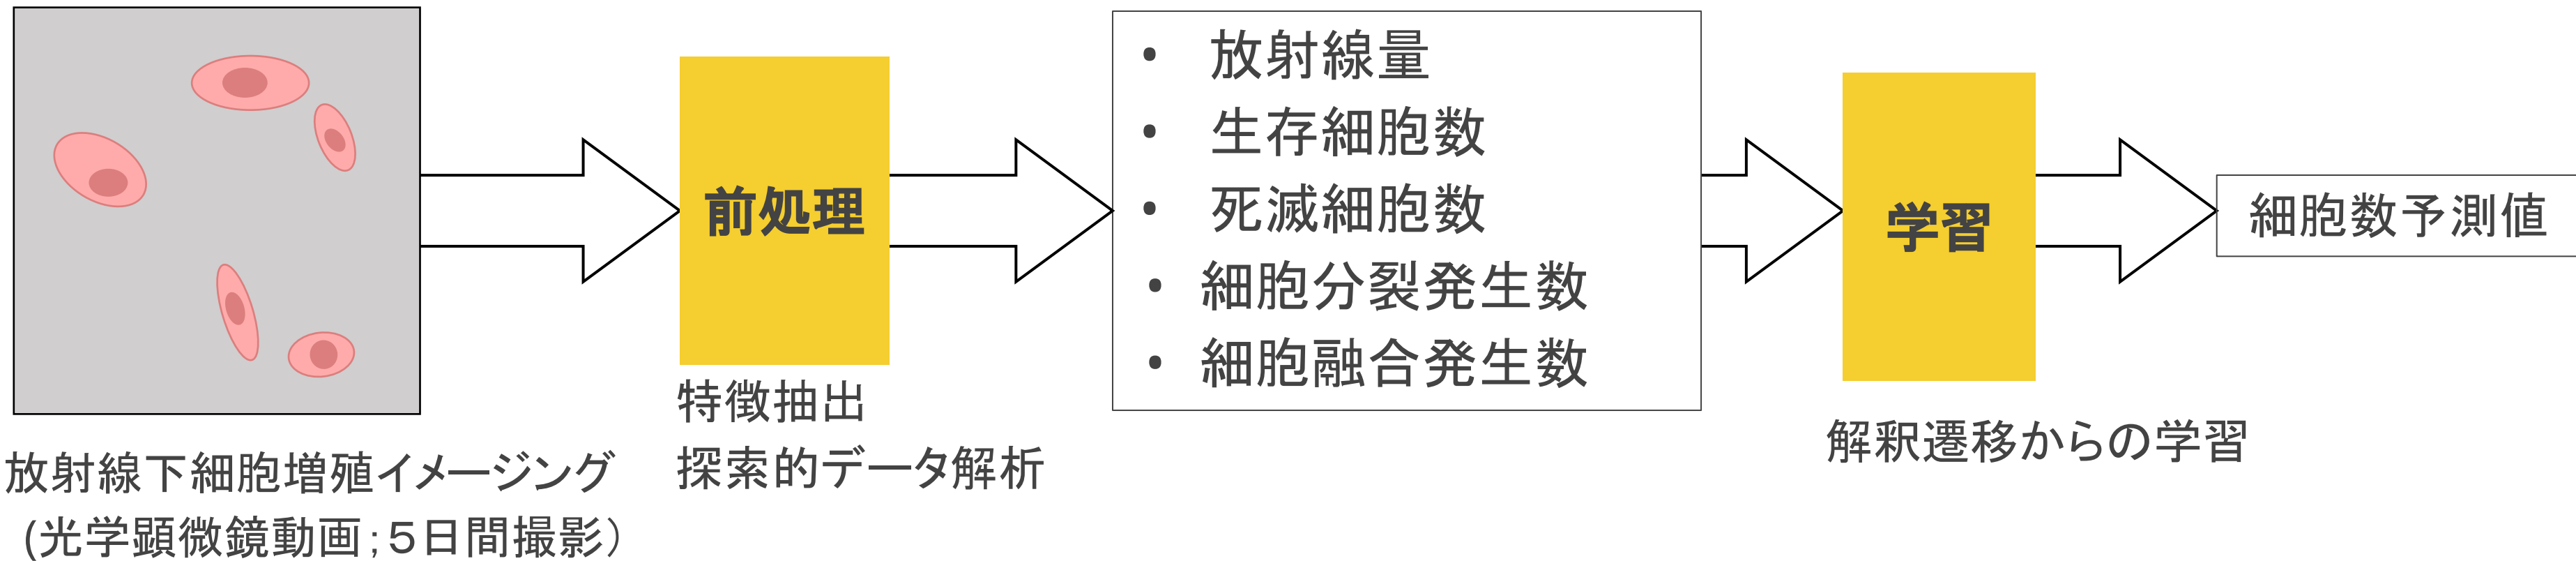 放射線下細胞増殖イメージング
(光学顕微鏡動画;５日間撮影）
前処理
特徴抽出
探索的データ解析
• 放射線量
• 生存細胞数
• 死滅細胞数
• 細胞分裂発生数
• 細胞融合発生数
学習
解釈遷移からの学習
細胞数予測値